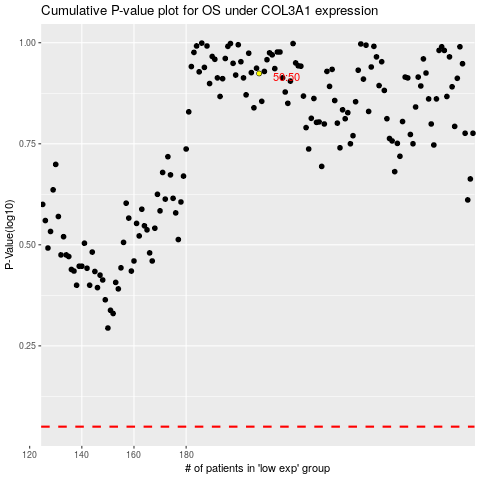 Cumulative P-value plot for OS under COL3A1 expression
P-Value(log10)
1.00
0.75
0.50
0.25
50:50
120 140 160 180
# of patients in 'low exp' group